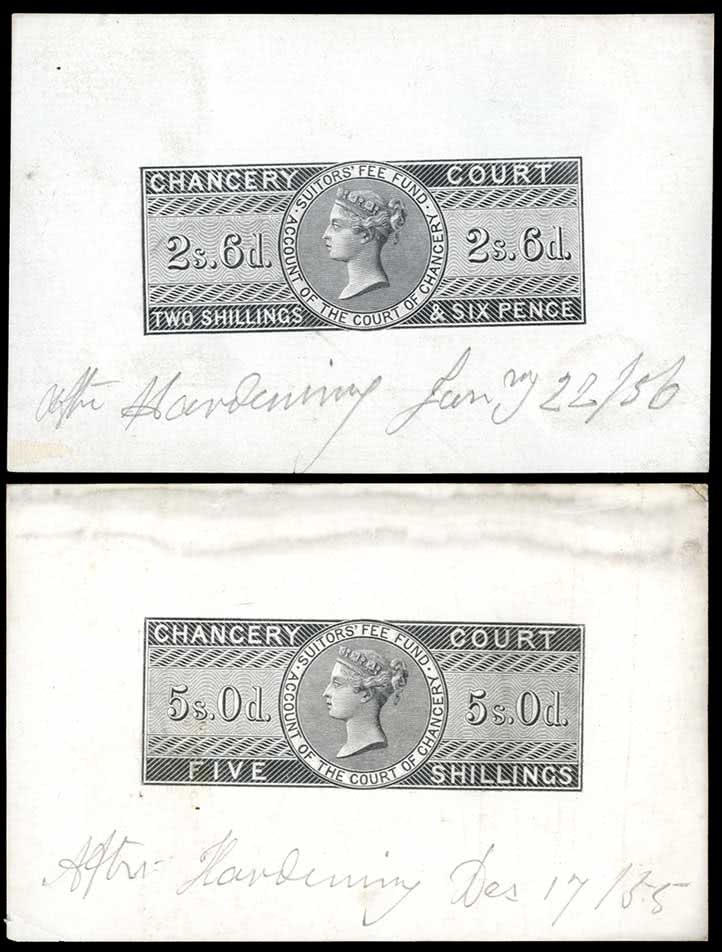 CHANCERY COURT
· SUITORS' FEE FUND · ACCOUNT OF THE COURT OF CHANCERY
2s. 6d. 2s. 6d.
TWO SHILLINGS & SIX PENCE
After Hardening Janry 22/56
CHANCERY COURT
· SUITORS' FEE FUND · ACCOUNT OF THE COURT OF CHANCERY
5s. 0d. 5s. 0d.
FIVE SHILLINGS
After Hardening Dec 17/55